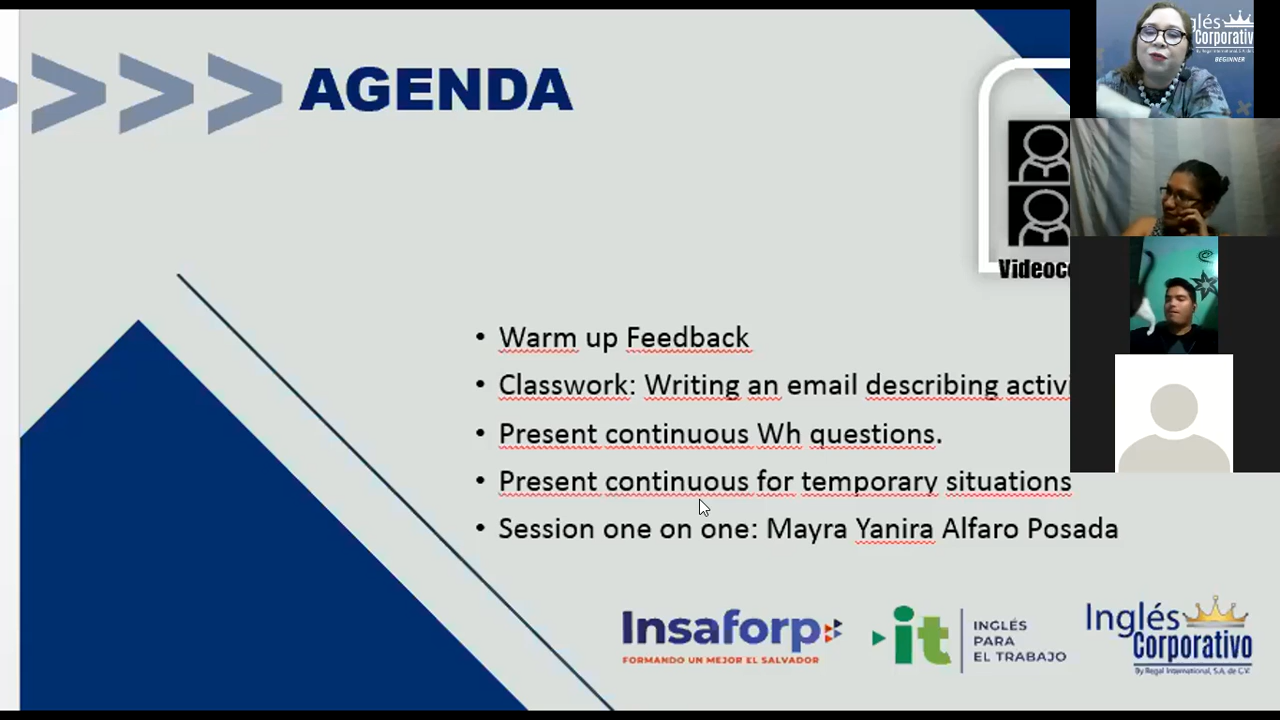 AGENDA
Videoc
• Warm up Feedback
• Classwork: Writing an email describing activi
• Present continuous Wh questions.
• Present continuous for temporary situations
• Session one on one: Mayra Yanira Alfaro Posada
Insaforp
FORMANDO UN MEJOR EL SALVADOR
it
INGLÉS
PARA
EL TRABAJO
Inglés
Corporativo
By Regal International, S.A. de C.V.
glés
Corporativ
BEGINNER